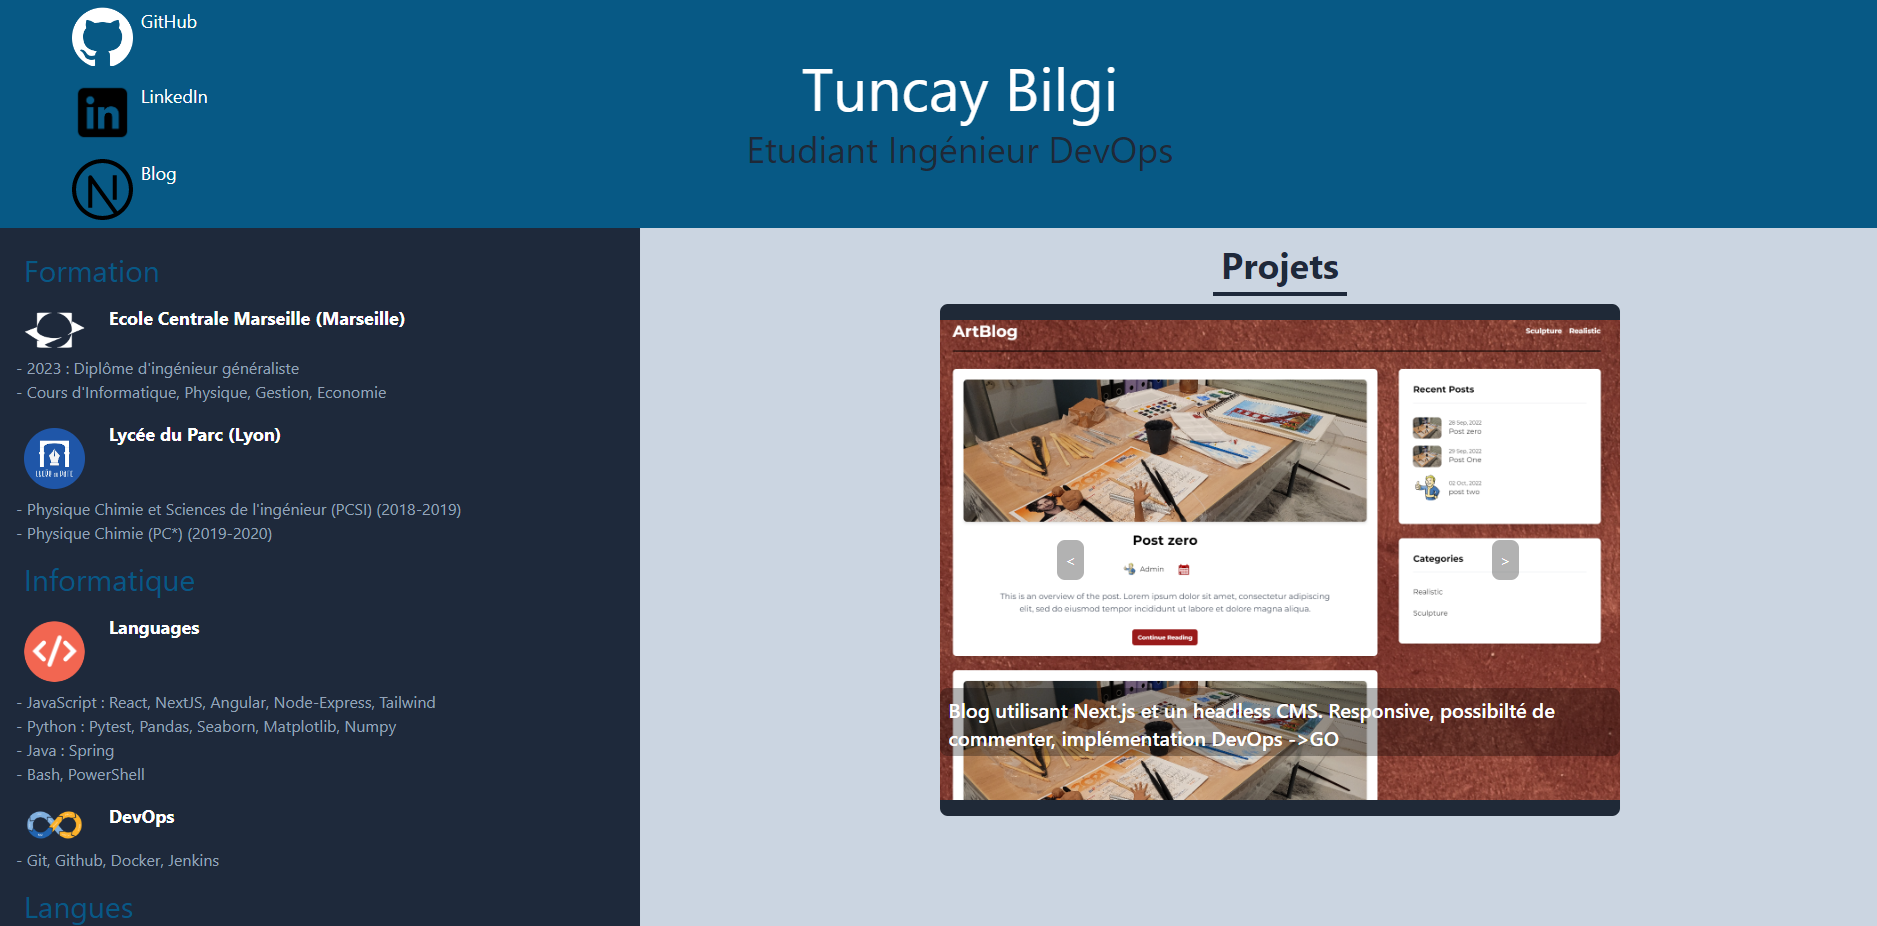 GitHub
LinkedIn
Blog
Tuncay Bilgi
Etudiant Ingénieur DevOps
Formation
Ecole Centrale Marseille (Marseille)
- 2023 : Diplôme d'ingénieur généraliste
- Cours d'Informatique, Physique, Gestion, Economie
Lycée du Parc (Lyon)
- Physique Chimie et Sciences de l'ingénieur (PCSI) (2018-2019)
- Physique Chimie (PC*) (2019-2020)
Informatique
Languages
- JavaScript : React, NextJS, Angular, Node-Express, Tailwind
- Python : Pytest, Pandas, Seaborn, Matplotlib, Numpy
- Java : Spring
- Bash, PowerShell
DevOps
- Git, Github, Docker, Jenkins
Langues
Projets
ArtBlog
Sculpture Realistic
Post zero
Admin
This is an overview of the post. Lorem ipsum dolor sit amet, consectetur adipiscing
elit, sed do eiusmod tempor incididunt ut labore et dolore magna aliqua.
Continue Reading
<
>
Recent Posts
28 Sep, 2022
Post zero
29 Sep, 2022
Post One
02 Oct, 2022
post two
Categories
Realistic
Sculpture
Blog utilisant Next.js et un headless CMS. Responsive, possibilté de
commenter, implémentation DevOps ->GO